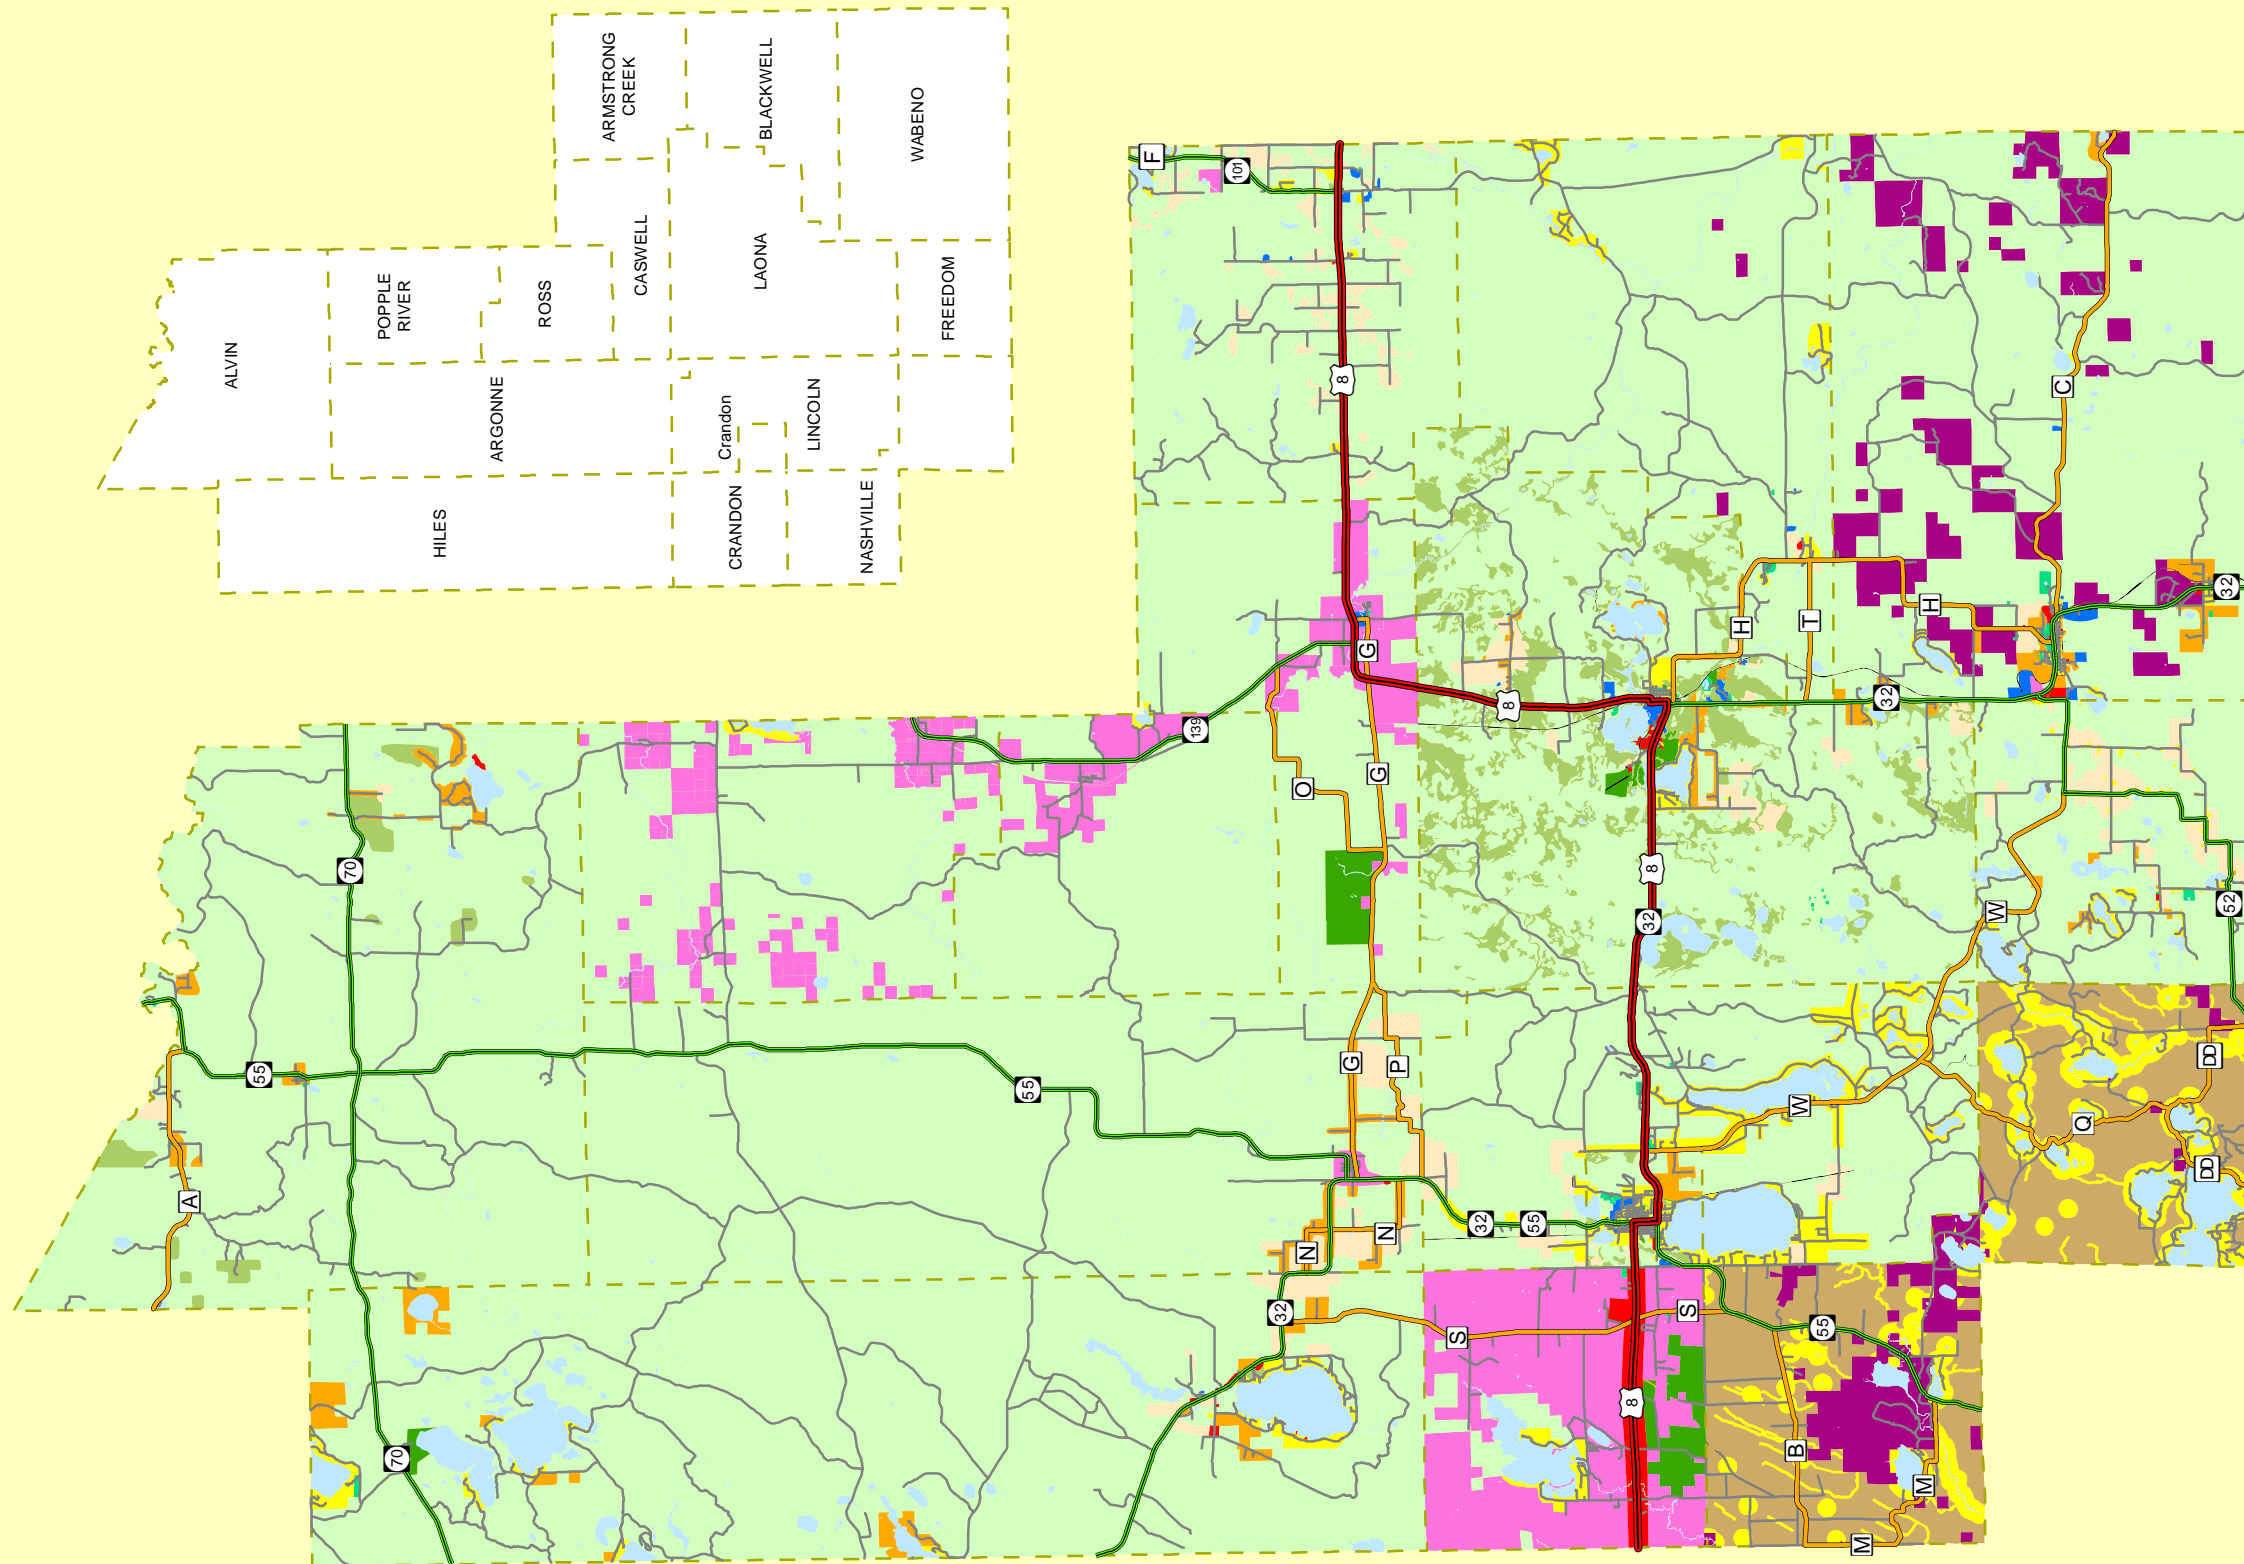 ALVIN
POPPLE
RIVER
ROSS
ARGONNE
HILES
ARMSTRONG
CREEK
CASWELL
BLACKWELL
LAONA
WABENO
Crandon
CRANDON
LINCOLN
NASHVILLE
FREEDOM
F
101
8
70
139
G
8
O
G
8
H
T
H
C
32
32
A
55
55
G
P
32
W
W
52
N
N
32
55
W
Q
DD
DD
70
32
S
S
8
55
B
M
M